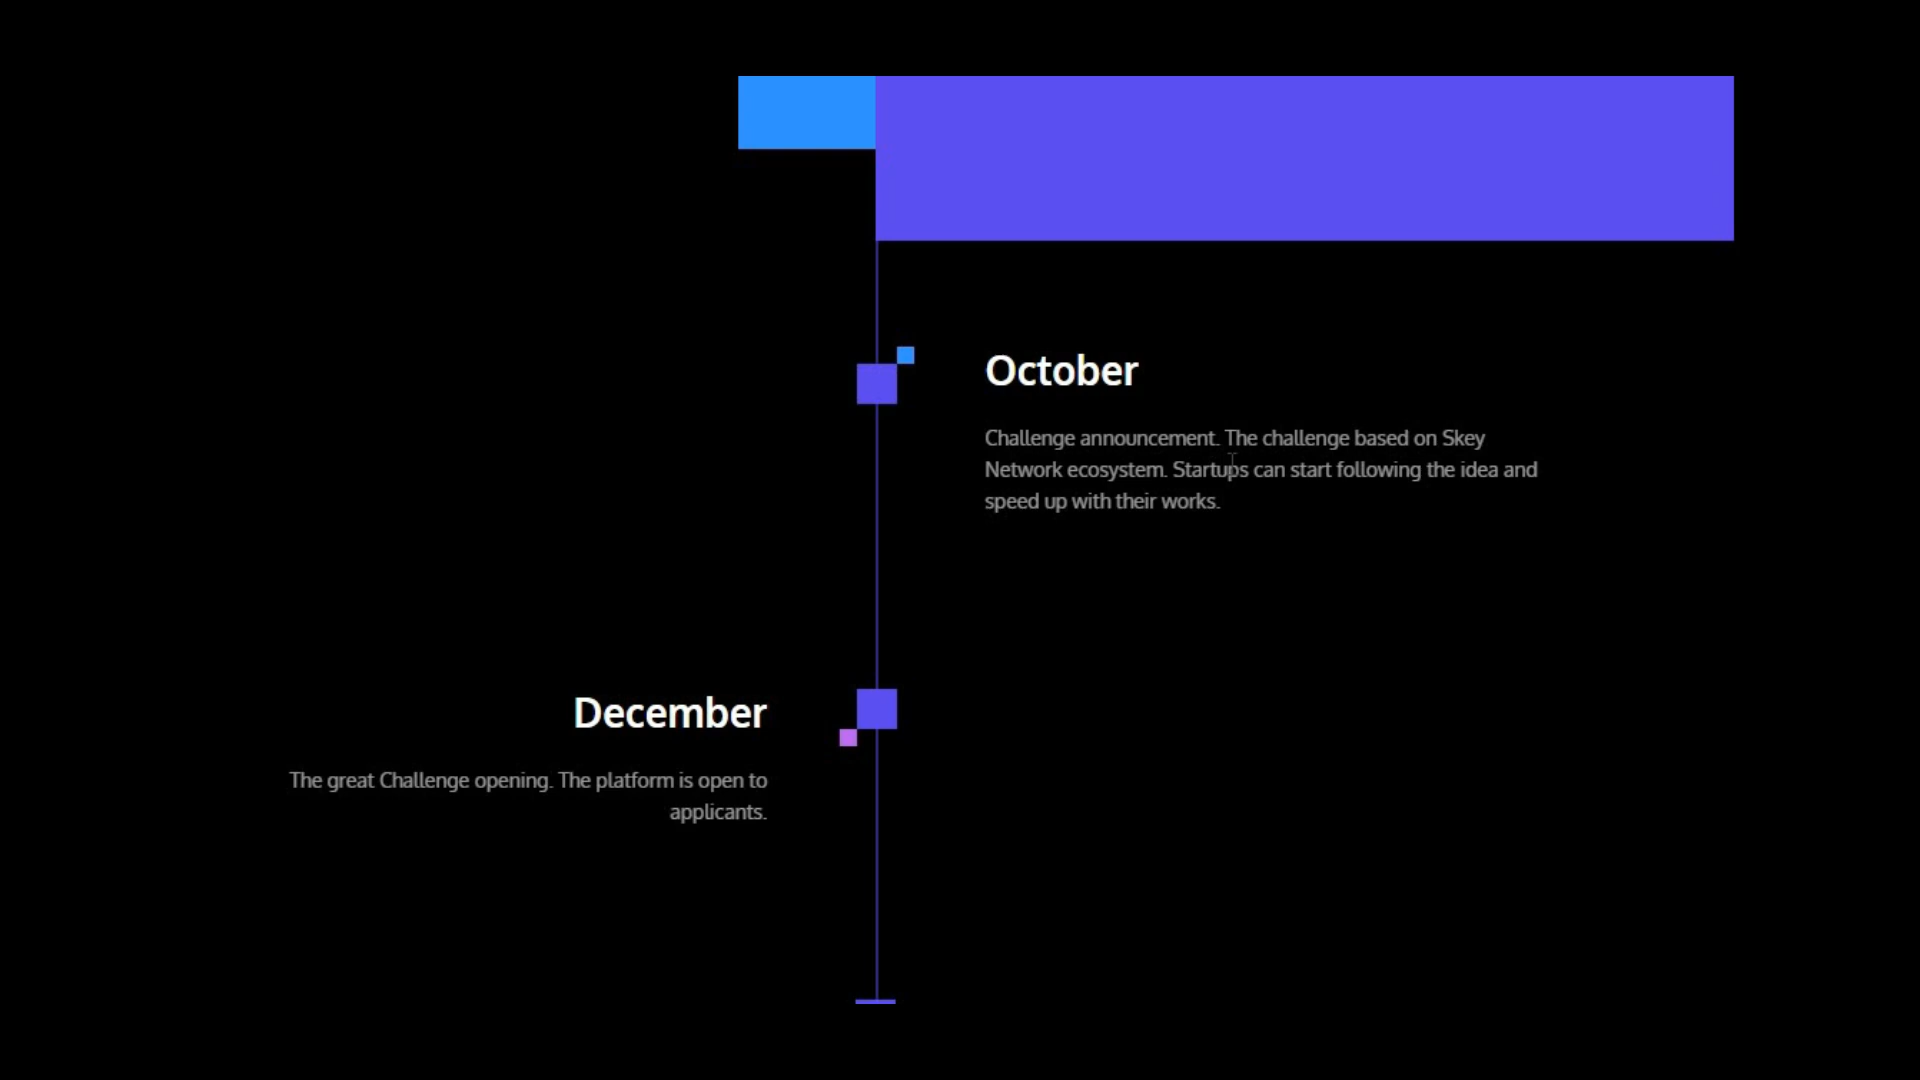 October
Challenge announcement. The challenge based on Skey
Network ecosystem. Startups can start following the idea and
speed up with their works.
December
The great Challenge opening. The platform is open to
applicants.